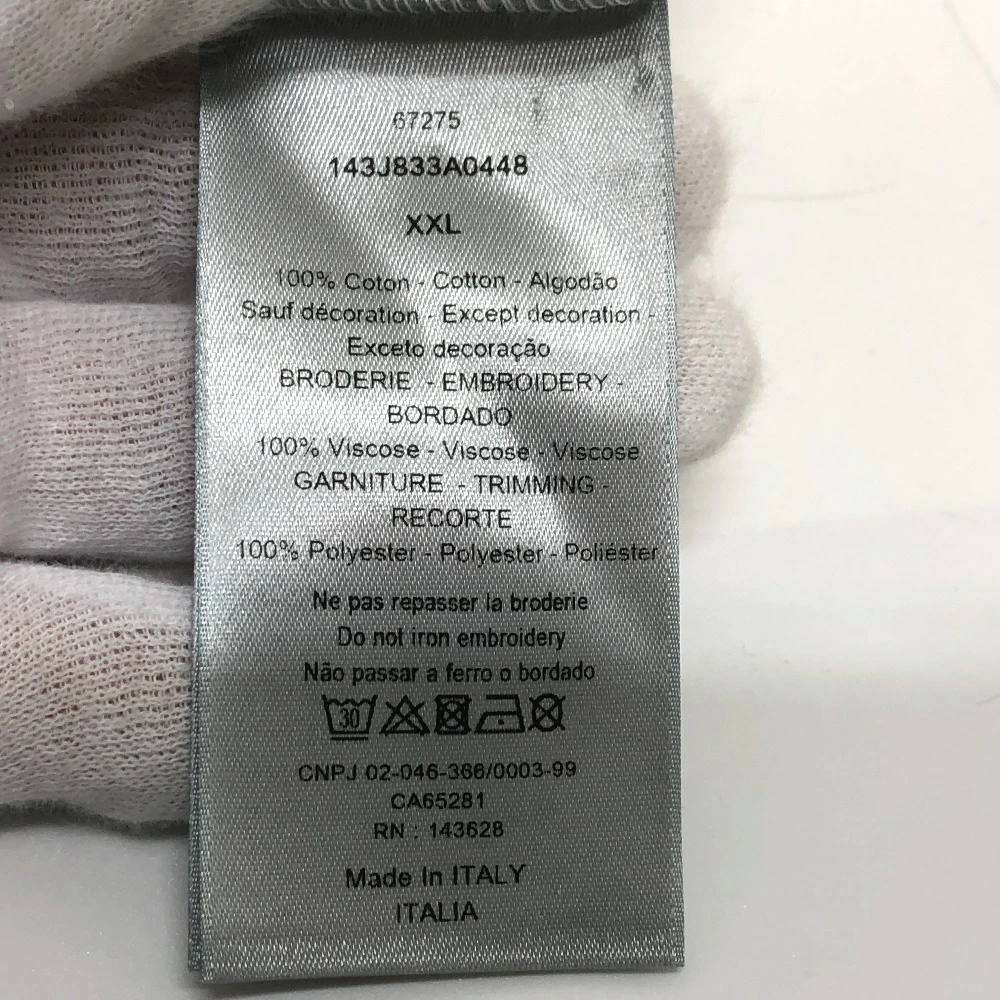 67275
143J833A0448
XXL
100% Coton - Cotton - Algodão
Sauf décoration - Except decoration -
Exceto decoração
BRODERIE - EMBROIDERY -
BORDADO
100% Viscose - Viscose - Viscose
GARNITURE - TRIMMING -
RECORTE
100% Polyester - Polyester - Poliéster
Ne pas repasser la broderie
Do not iron embroidery
Não passar a ferro o bordado
30
CNPJ 02-046-366/0003-99
CA65281
RN : 143628
Made In ITALY
ITALIA